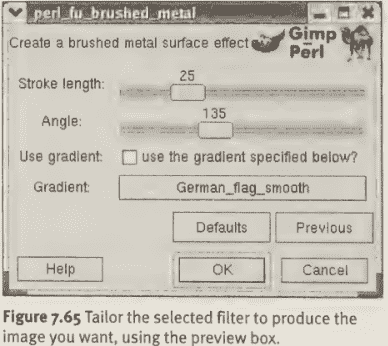 perl_fu_brushed_metal
Create a brushed metal surface effect
Gimp
Perl
Stroke length:
25
Angle:
135
Use gradient:
use the gradient specified below?
Gradient:
German_flag_smooth
Defaults
Previous
Help
OK
Cancel
Figure 7.65 Tailor the selected filter to produce the
image you want, using the preview box.